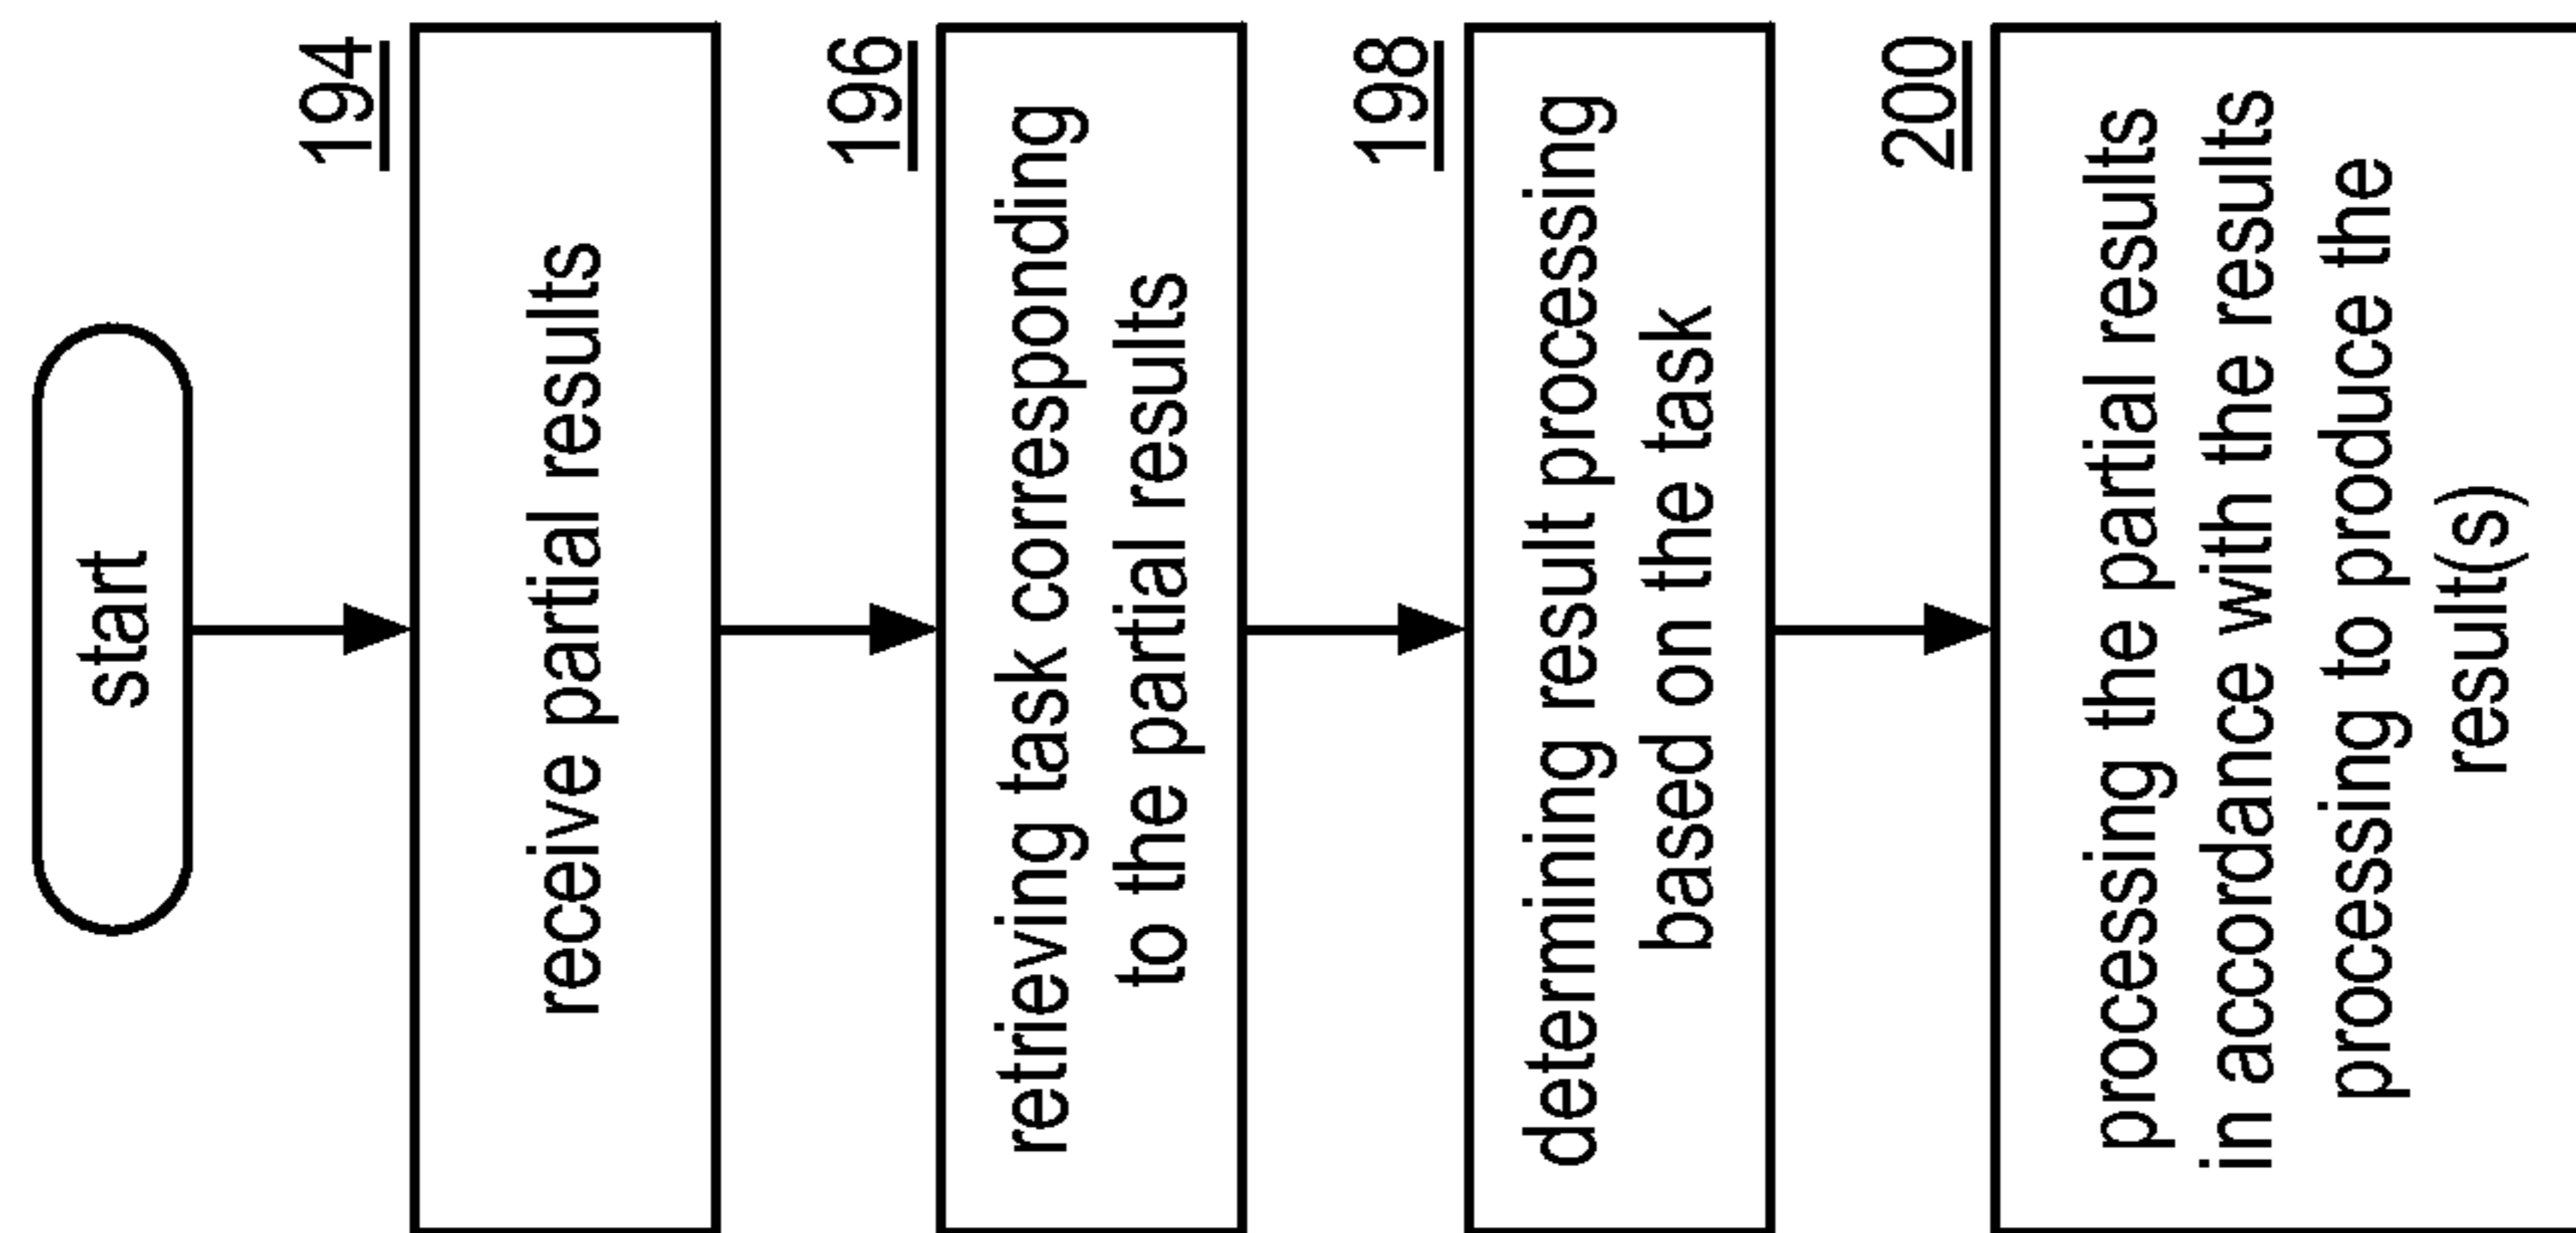 start
194
receive partial results
196
retrieving task corresponding
to the partial results
198
determining result processing
based on the task
200
processing the partial results
in accordance with the results
processing to produce the
result(s)